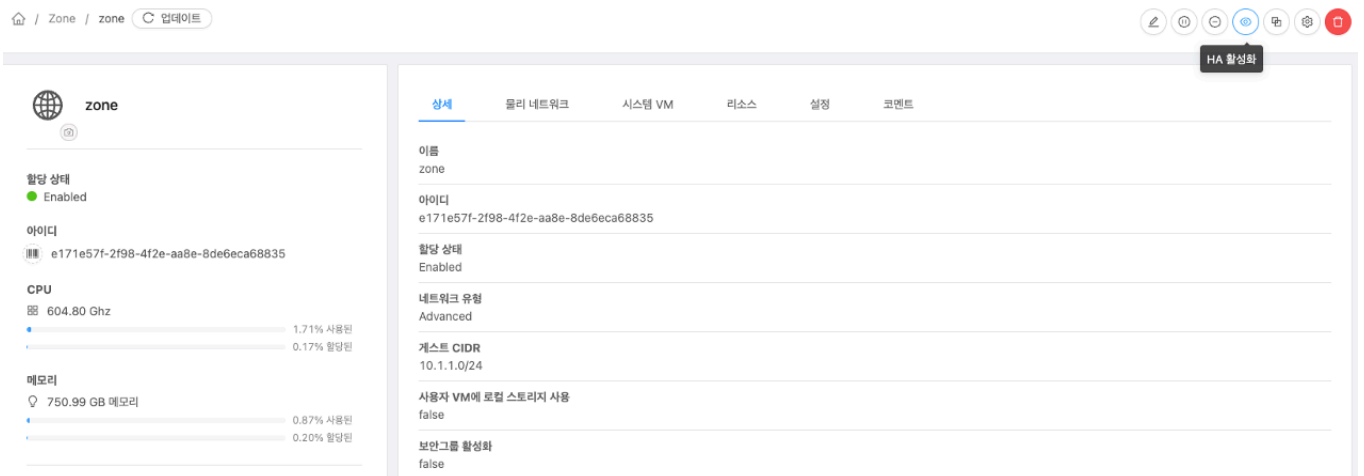 / Zone / zone 업데이트
HA 활성화
zone
할당 상태
Enabled
아이디
e171e57f-2f98-4f2e-aa8e-8de6eca68835
CPU
604.80 Ghz
1.71% 사용된
0.17% 할당된
메모리
750.99 GB 메모리
0.87% 사용된
0.20% 할당된
상세 물리 네트워크 시스템 VM 리소스 설정 코멘트
이름
zone
아이디
e171e57f-2f98-4f2e-aa8e-8de6eca68835
할당 상태
Enabled
네트워크 유형
Advanced
게스트 CIDR
10.1.1.0/24
사용자 VM에 로컬 스토리지 사용
false
보안그룹 활성화
false